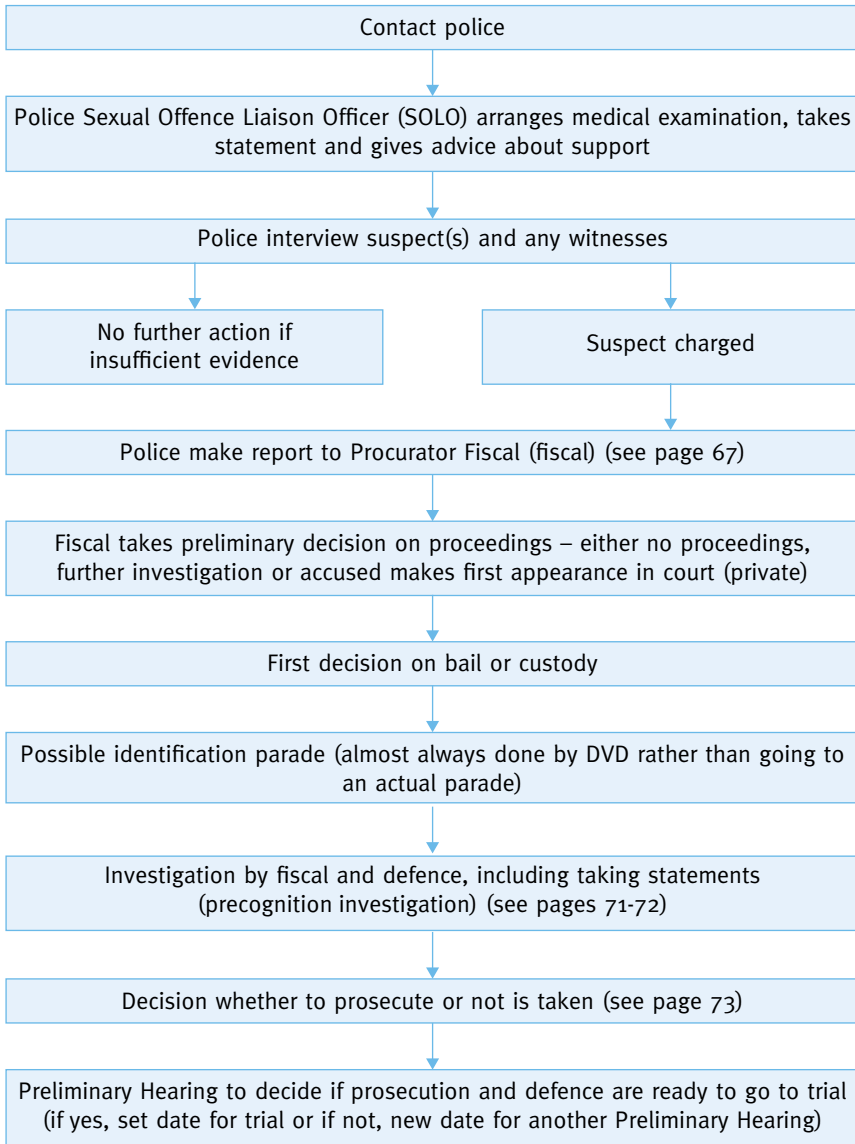 Contact police
Police Sexual Offence Liaison Officer (SOLO) arranges medical examination, takes
statement and gives advice about support
Police interview suspect(s) and any witnesses
No further action if
insufficient evidence
Suspect charged
Police make report to Procurator Fiscal (fiscal) (see page 67)
Fiscal takes preliminary decision on proceedings – either no proceedings,
further investigation or accused makes first appearance in court (private)
First decision on bail or custody
Possible identification parade (almost always done by DVD rather than going to
an actual parade)
Investigation by fiscal and defence, including taking statements
(precognition investigation) (see pages 71-72)
Decision whether to prosecute or not is taken (see page 73)
Preliminary Hearing to decide if prosecution and defence are ready to go to trial
(if yes, set date for trial or if not, new date for another Preliminary Hearing)